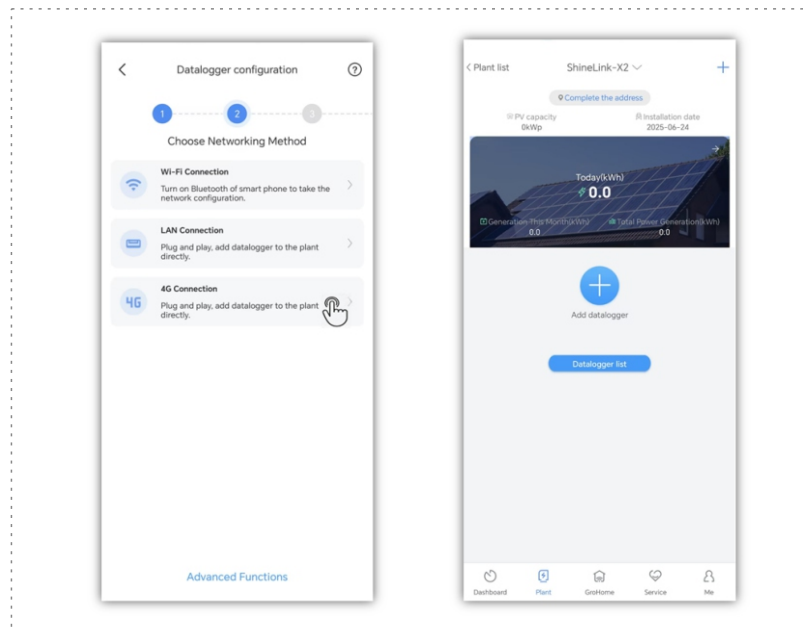 Datalogger configuration
?
1
2
3
Choose Networking Method
Wi-Fi Connection
Turn on Bluetooth of smart phone to take the
network configuration.
LAN Connection
Plug and play, add datalogger to the plant
directly.
4G
4G Connection
Plug and play, add datalogger to the plant
directly.
Advanced Functions
Plant list
ShineLink-X2
Complete the address
PV capacity
0kWp
Installation date
2025-06-24
Today(kWh)
0.0
Generation This Month(kWh)
0.0
Total Power Generation(kWh)
0.0
Add datalogger
Datalogger list
Dashboard
Plant
GroHome
Service
Me